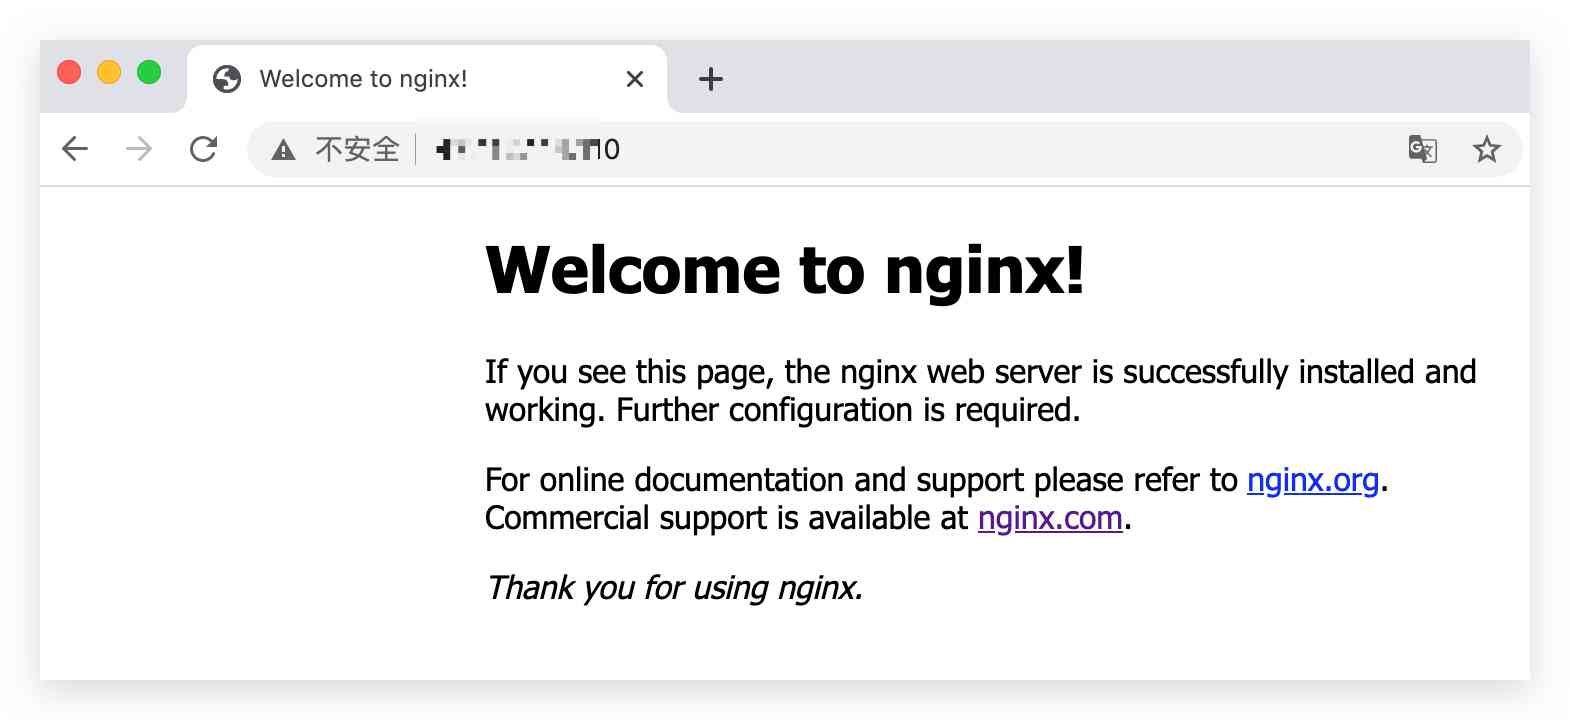 Welcome to nginx!
不安全
Welcome to nginx!
If you see this page, the nginx web server is successfully installed and
working. Further configuration is required.
For online documentation and support please refer to nginx.org.
Commercial support is available at nginx.com.
Thank you for using nginx.